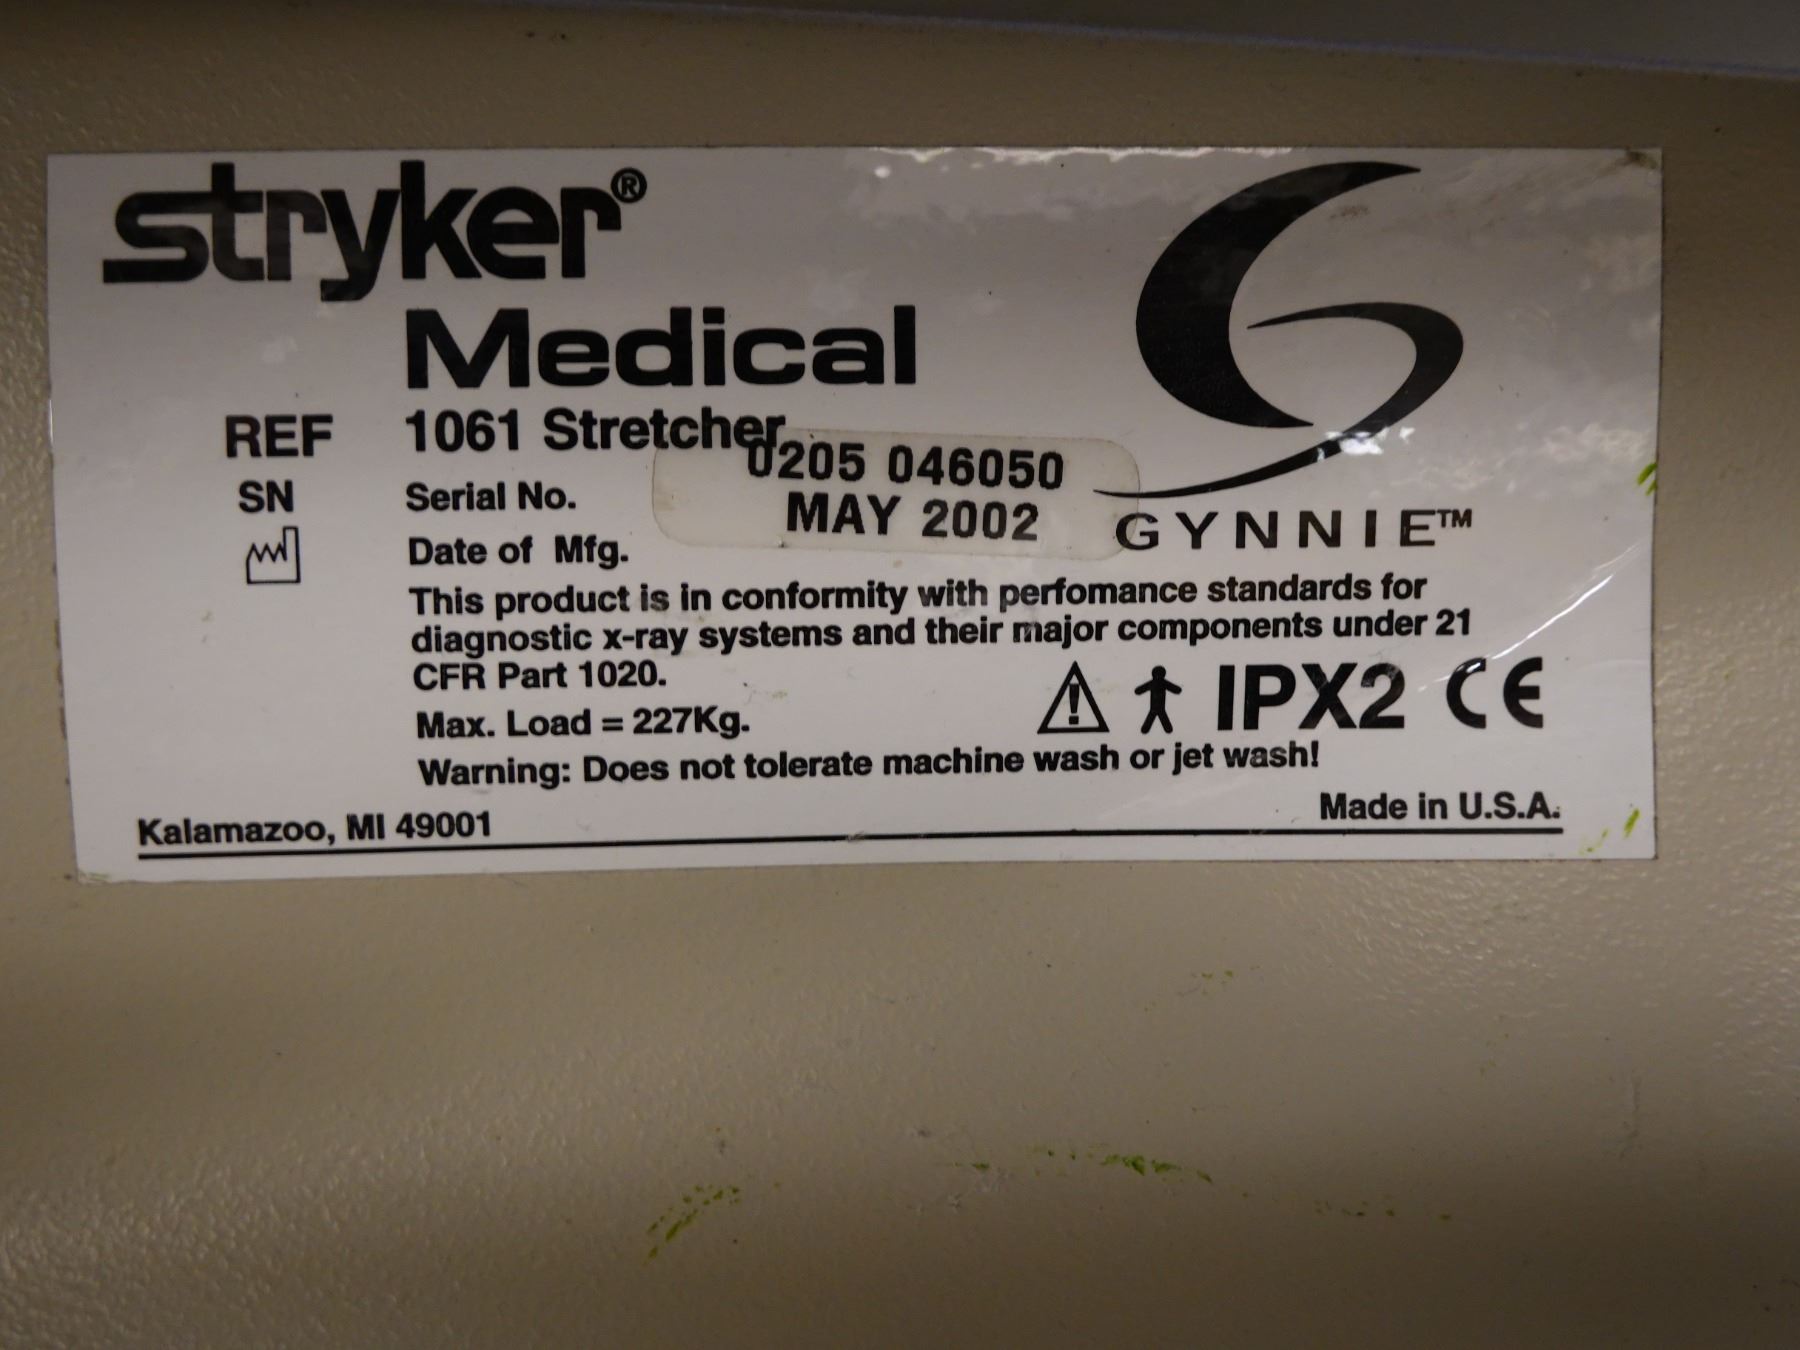 stryker®
Medical
REF 1061 Stretcher
SN Serial No. 0205 046050
Date of Mfg. MAY 2002
GYNNIE™
This product is in conformity with perfomance standards for
diagnostic x-ray systems and their major components under 21
CFR Part 1020.
Max. Load = 227Kg.
IPX2 CE
Warning: Does not tolerate machine wash or jet wash!
Kalamazoo, MI 49001
Made in U.S.A.